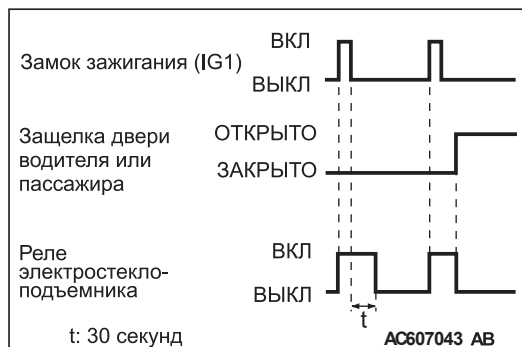 ВКЛ
Замок зажигания (IG1)
ВЫКЛ
Защелка двери
водителя или
пассажира
ОТКРЫТО
ЗАКРЫТО
Реле
электростекло-
подъемника
ВКЛ
ВЫКЛ
t
t: 30 секунд
AC607043 AB